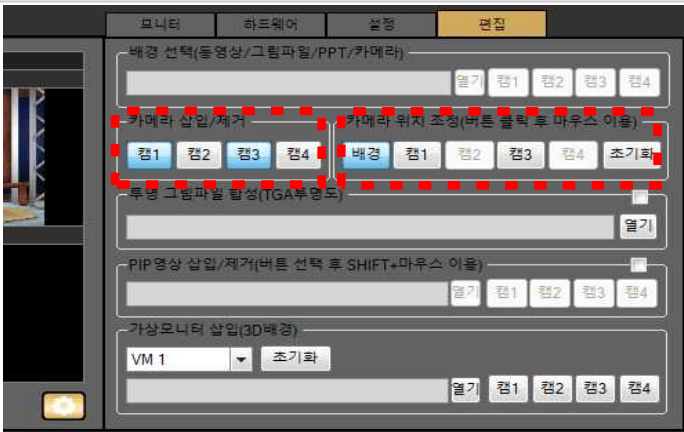 모니터 하드웨어 설정 편집
배경 선택(동영상/그림파일/PPT/카메라)
열기 캠1 캠2 캠3 캠4
카메라 삽입/제거 카메라 위치 조정(버튼 클릭 후 마우스 이용)
캠1 캠2 캠3 캠4 배경 캠1 캠2 캠3 캠4 초기화
투명 그림파일 합성(TGA투명도)
열기
PIP영상 삽입/제거(버튼 선택 후 SHIFT+마우스 이용)
열기 캠1 캠2 캠3 캠4
가상모니터 삽입(3D배경)
VM 1 초기화
열기 캠1 캠2 캠3 캠4